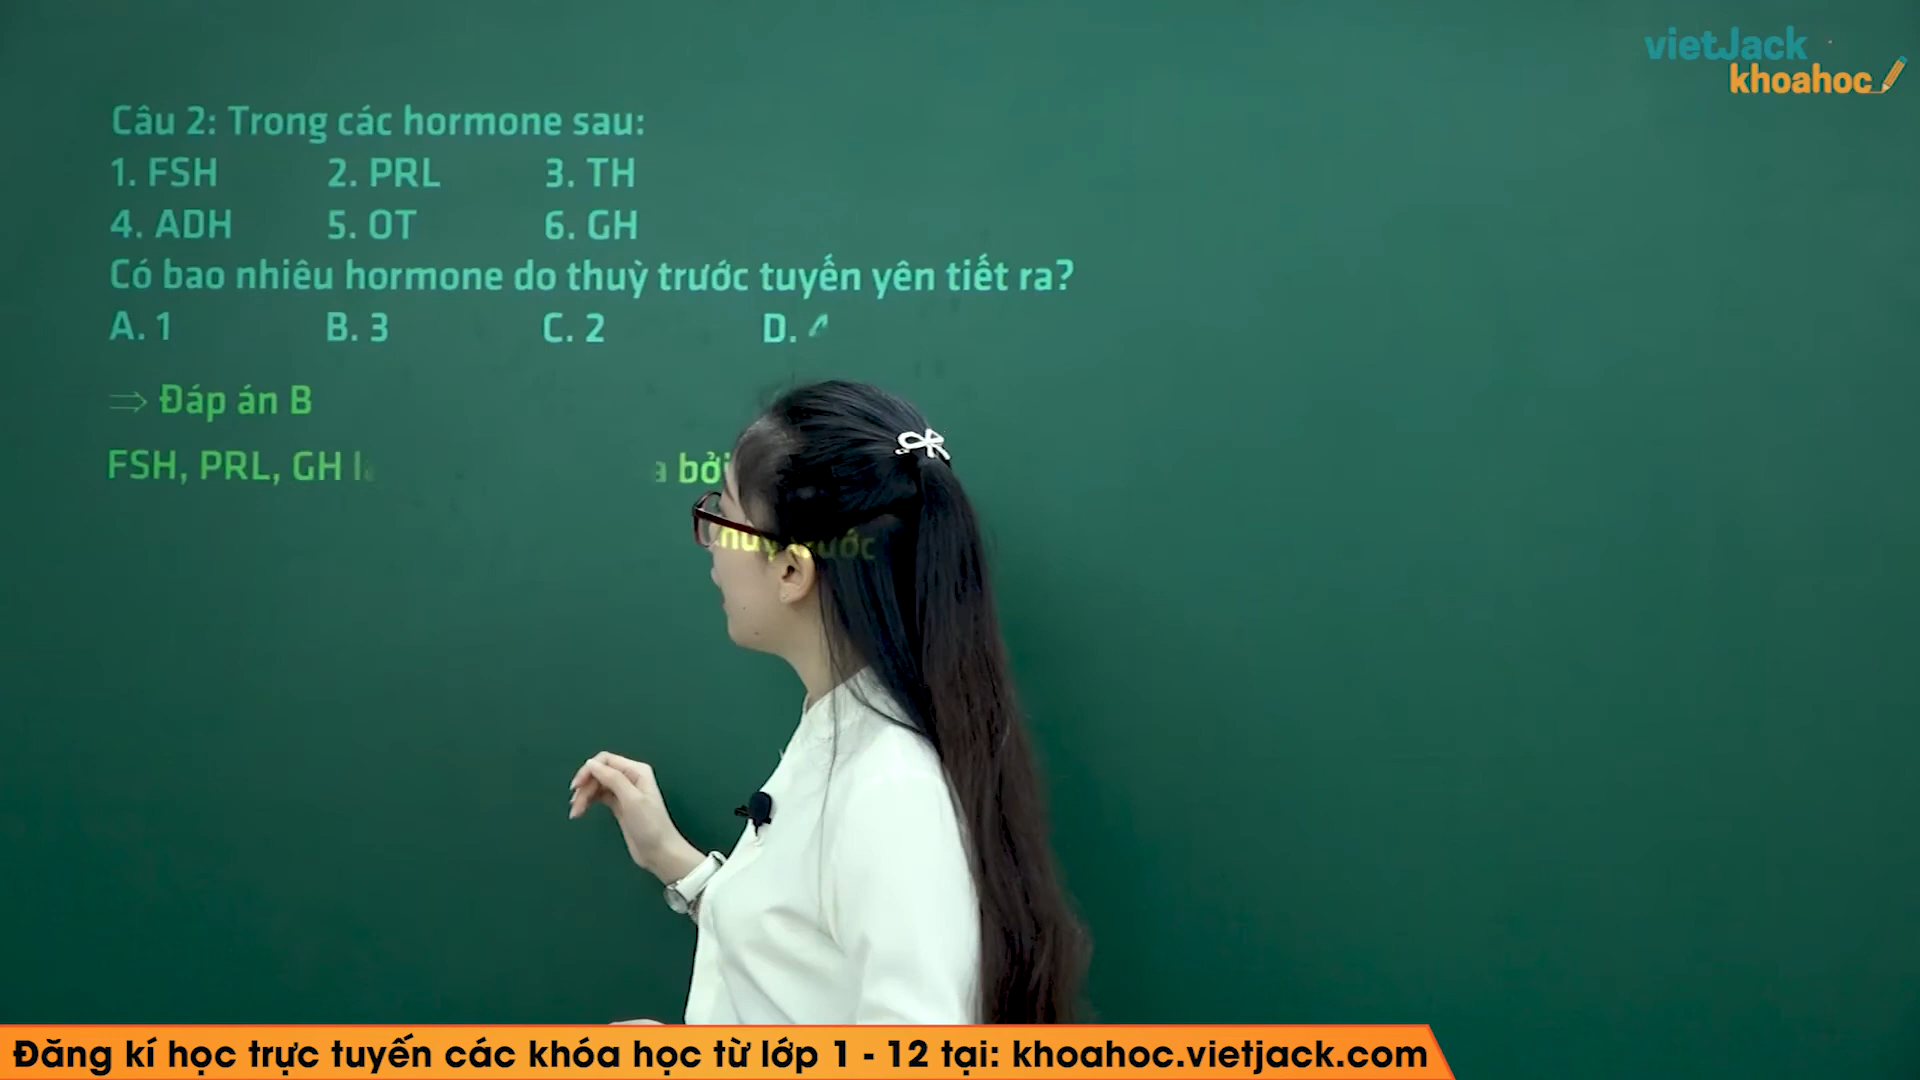 vietJack
khoahoc
Câu 2: Trong các hormone sau:
1. FSH 2. PRL 3. TH
4. ADH 5. OT 6. GH
Có bao nhiêu hormone do thuỳ trước tuyến yên tiết ra?
A. 1 B. 3 C. 2 D.
⇒ Đáp án B
FSH, PRL, GH bởi
trước
Đăng kí học trực tuyến các khóa học từ lớp 1 - 12 tại: khoahoc.vietjack.com